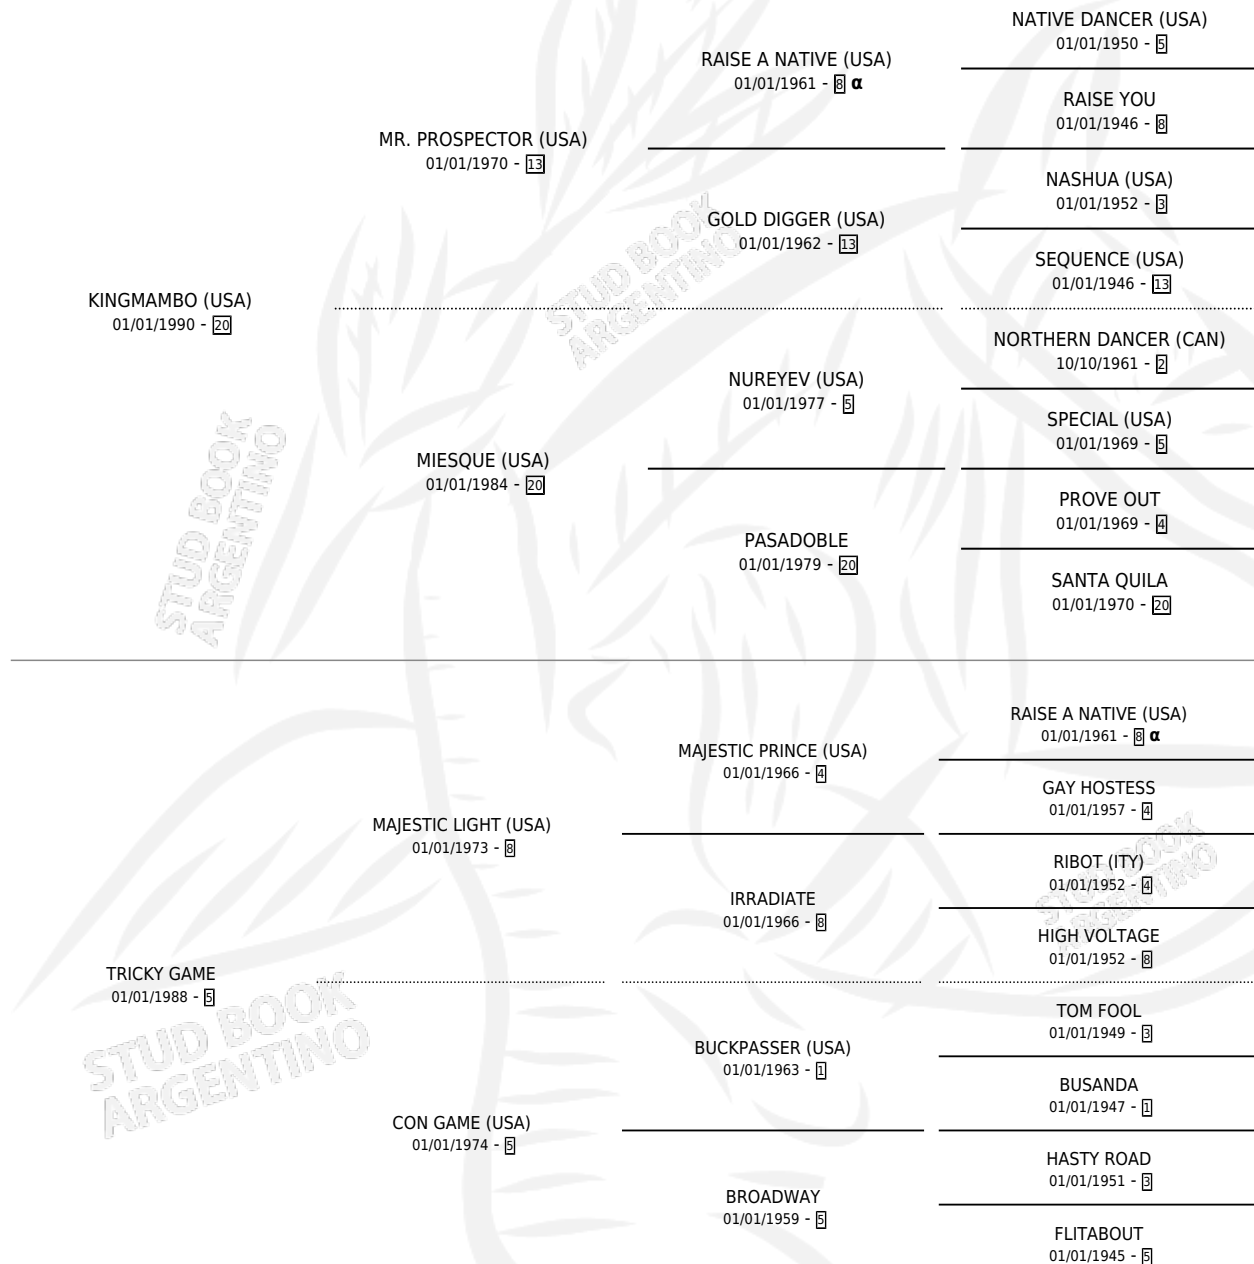 NATIVE DANCER (USA)
01/01/1950 - 5
RAISE A NATIVE (USA)
01/01/1961 - 8 α
RAISE YOU
01/01/1946 - 8
MR. PROSPECTOR (USA)
01/01/1970 - 13
NASHUA (USA)
01/01/1952 - 3
GOLD DIGGER (USA)
01/01/1962 - 13
SEQUENCE (USA)
01/01/1946 - 13
KINGMAMBO (USA)
01/01/1990 - 20
NORTHERN DANCER (CAN)
10/10/1961 - 2
NUREYEV (USA)
01/01/1977 - 5
SPECIAL (USA)
01/01/1969 - 5
MIESQUE (USA)
01/01/1984 - 20
PROVE OUT
01/01/1969 - 4
PASADOBLE
01/01/1979 - 20
SANTA QUILA
01/01/1970 - 20
RAISE A NATIVE (USA)
01/01/1961 - 8 α
MAJESTIC PRINCE (USA)
01/01/1966 - 4
GAY HOSTESS
01/01/1957 - 4
MAJESTIC LIGHT (USA)
01/01/1973 - 8
RIBOT (ITY)
01/01/1952 - 4
IRRADIATE
01/01/1966 - 8
HIGH VOLTAGE
01/01/1952 - 8
TRICKY GAME
01/01/1988 - 5
TOM FOOL
01/01/1949 - 3
BUCKPASSER (USA)
01/01/1963 - 1
BUSANDA
01/01/1947 - 1
CON GAME (USA)
01/01/1974 - 5
HASTY ROAD
01/01/1951 - 3
BROADWAY
01/01/1959 - 5
FLITABOUT
01/01/1945 - 5
STUD BOOK
ARGENTINO
STUD BOOK
ARGENTINO
STUD BOOK
ARGENTINO
STUD BOOK
ARGENTINO